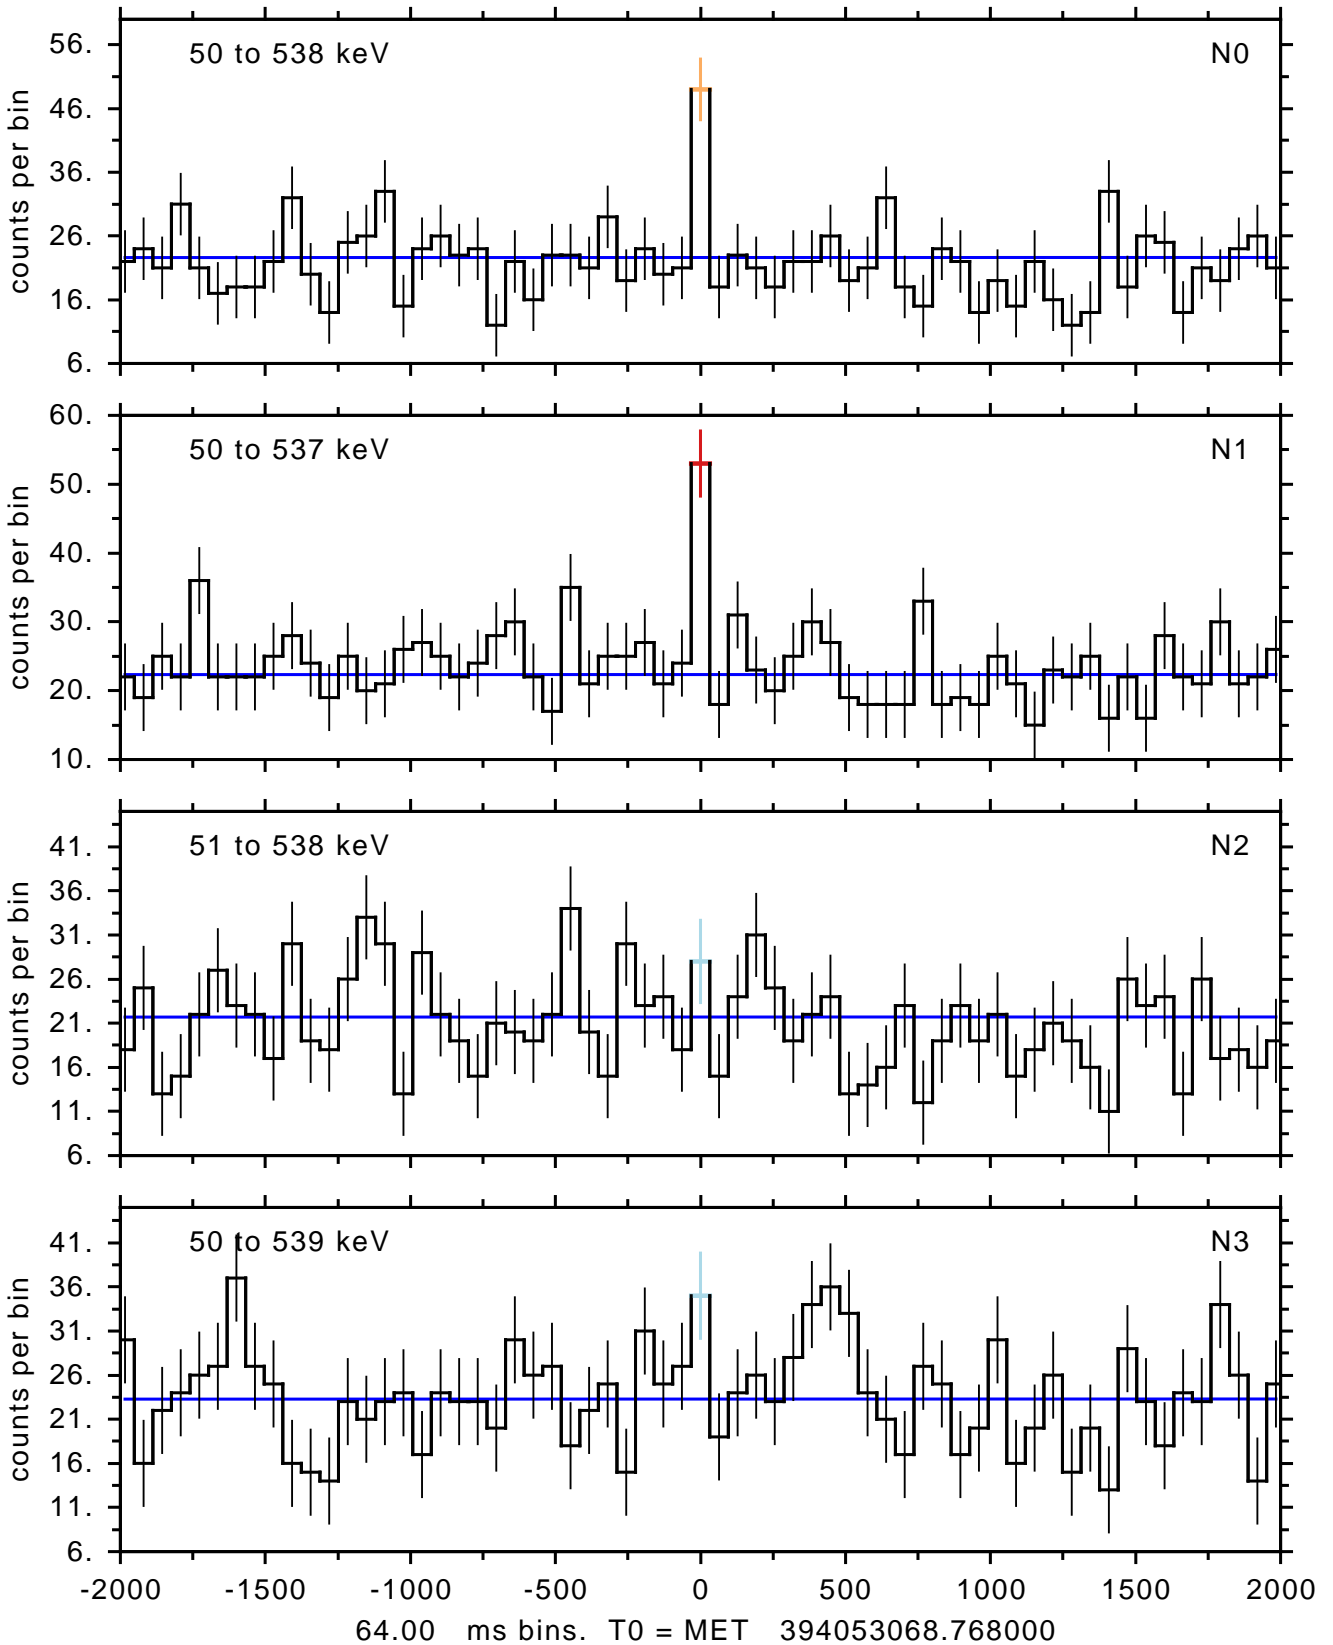 50 to 538 keV N0
counts per bin
56.
46.
36.
26.
16.
6.
50 to 537 keV N1
counts per bin
60.
50.
40.
30.
20.
10.
51 to 538 keV N2
counts per bin
41.
36.
31.
26.
21.
16.
11.
6.
50 to 539 keV N3
counts per bin
41.
36.
31.
26.
21.
16.
11.
6.
-2000 -1500 -1000 -500 0 500 1000 1500 2000
64.00 ms bins. T0 = MET 394053068.768000